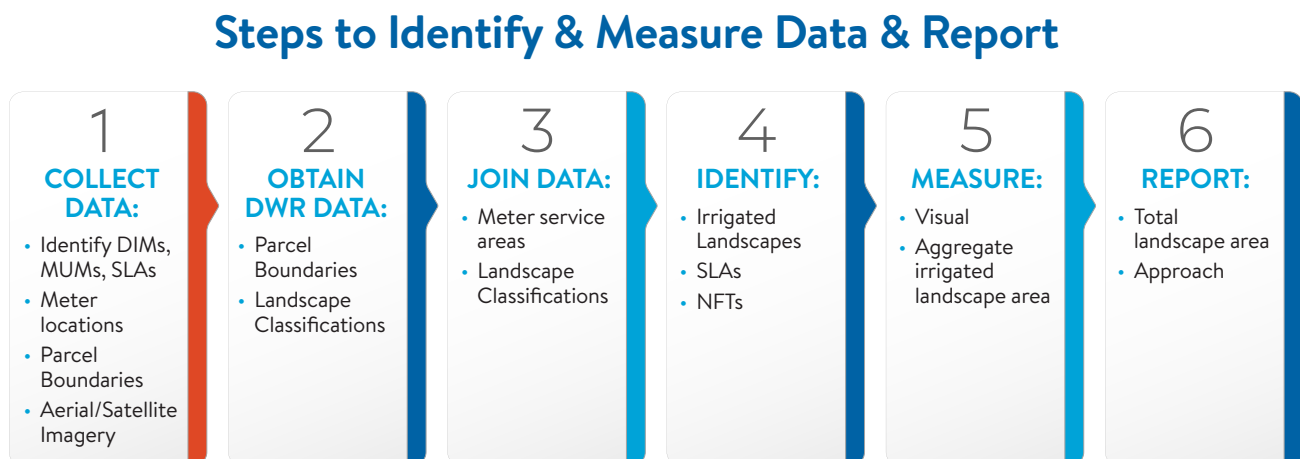 Steps to Identify & Measure Data & Report
1
COLLECT
DATA:
• Identify DIMs,
MUMs, SLAs
• Meter
locations
• Parcel
Boundaries
• Aerial/Satellite
Imagery
2
OBTAIN
DWR DATA:
• Parcel
Boundaries
• Landscape
Classifications
3
JOIN DATA:
• Meter service
areas
• Landscape
Classifications
4
IDENTIFY:
• Irrigated
Landscapes
• SLAs
• NFTs
5
MEASURE:
• Visual
• Aggregate
irrigated
landscape area
6
REPORT:
• Total
landscape area
• Approach